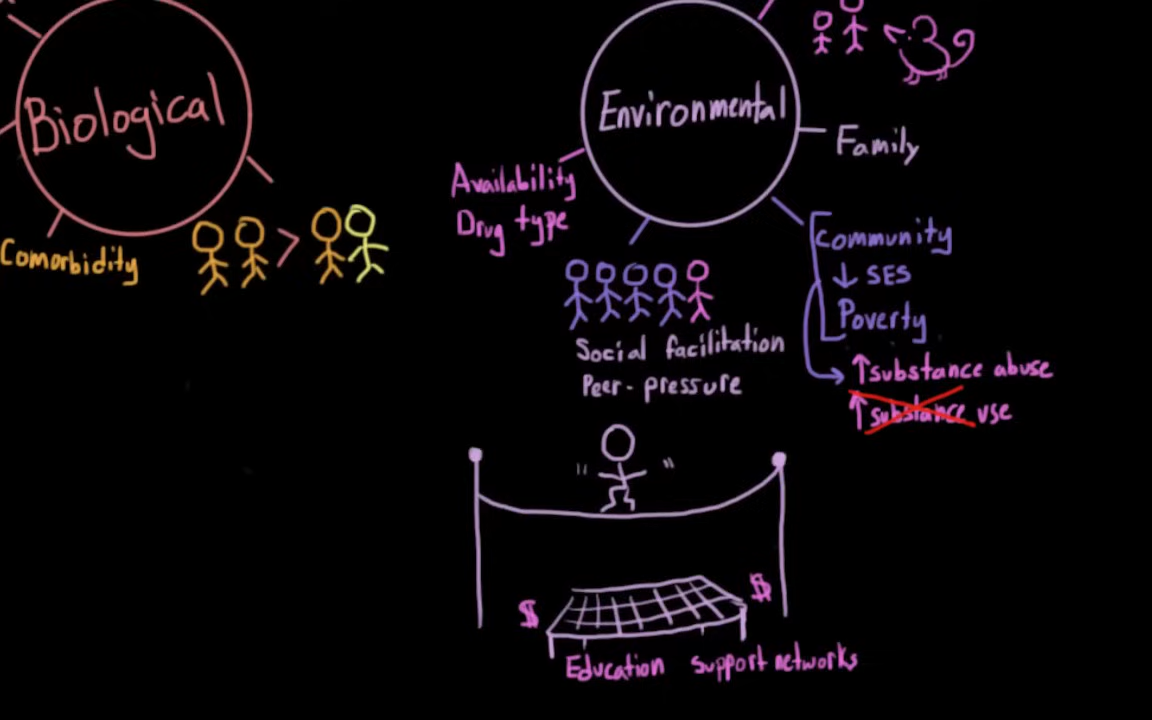 Biological
Comorbidity
>
Environmental
Family
Availability
Drug type
Community
↓ SES
Poverty
↑substance abuse
↑substance use
Social facilitation
Peer-pressure
$ $
Education support networks